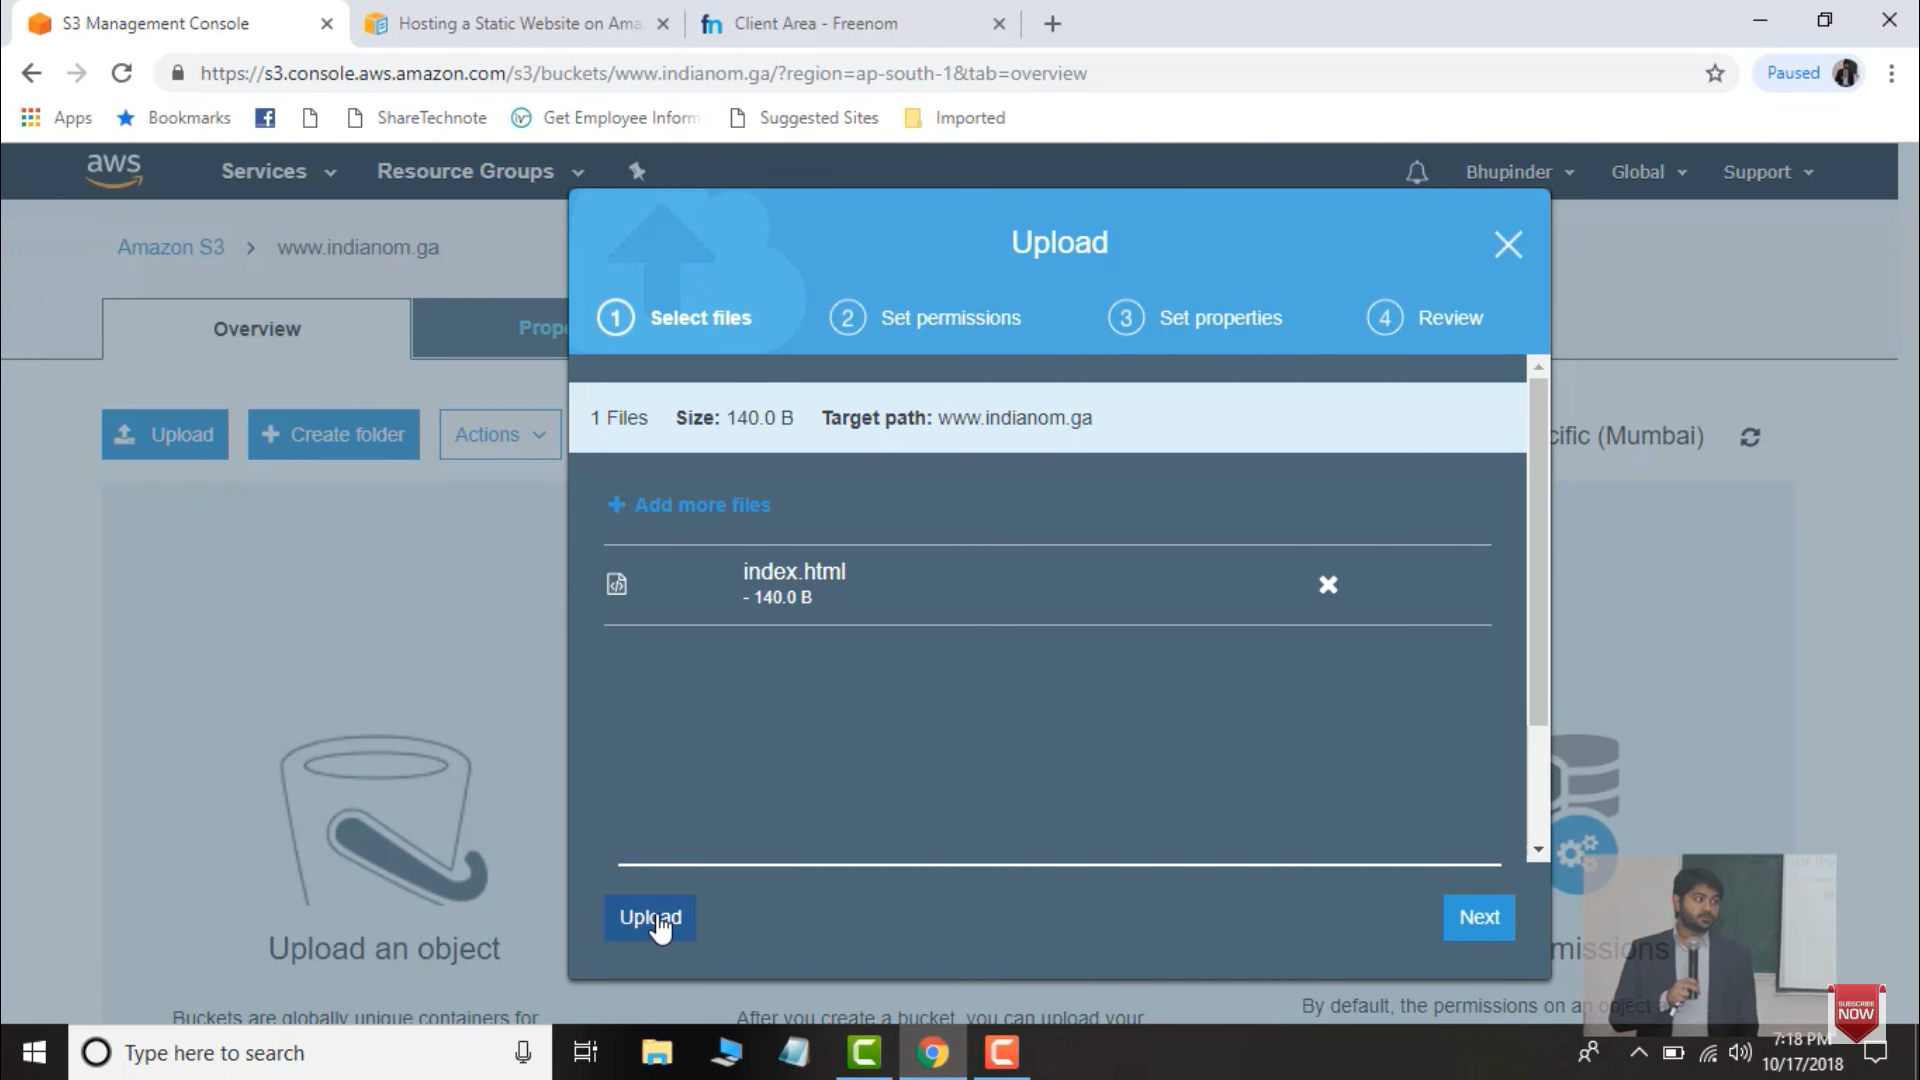 S3 Management Console
Hosting a Static Website on Ama
fn Client Area - Freenom
https://s3.console.aws.amazon.com/s3/buckets/www.indianom.ga/?region=ap-south-1&tab=overview
Paused
Apps
Bookmarks
ShareTechnote
Get Employee Inform
Suggested Sites
Imported
aws
Services
Resource Groups
Bhupinder
Global
Support
Amazon S3 > www.indianom.ga
Upload
1 Select files
2 Set permissions
3 Set properties
4 Review
Overview
Prop
1 Files Size: 140.0 B Target path: www.indianom.ga
Upload
+ Create folder
Actions
cific (Mumbai)
+ Add more files
index.html
- 140.0 B
Upload
Next
Upload an object
missions
Buckets are globally unique containers for
After you create a bucket, you can upload your
By default, the permissions on an object
SUBSCRIBE
NOW
Type here to search
7:18 PM
10/17/2018